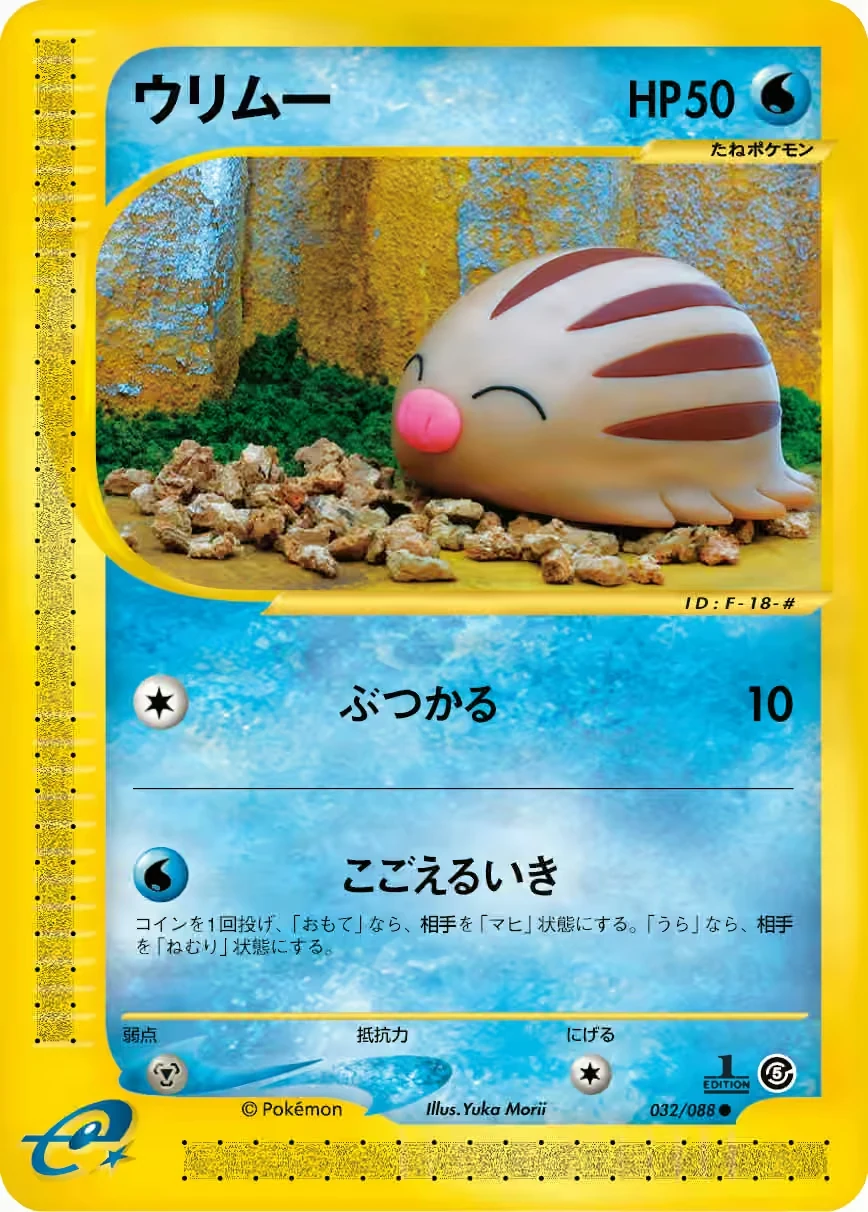 ウリムー HP50
たねポケモン
ID:F-18-#
ぶつかる 10
こごえるいき
コインを1回投げ、「おもて」なら、相手を「マヒ」状態にする。「うら」なら、相手
を「ねむり」状態にする。
弱点 抵抗力 にげる
1
EDITION
5
© Pokémon Illus.Yuka Morii 032/088 ●
e